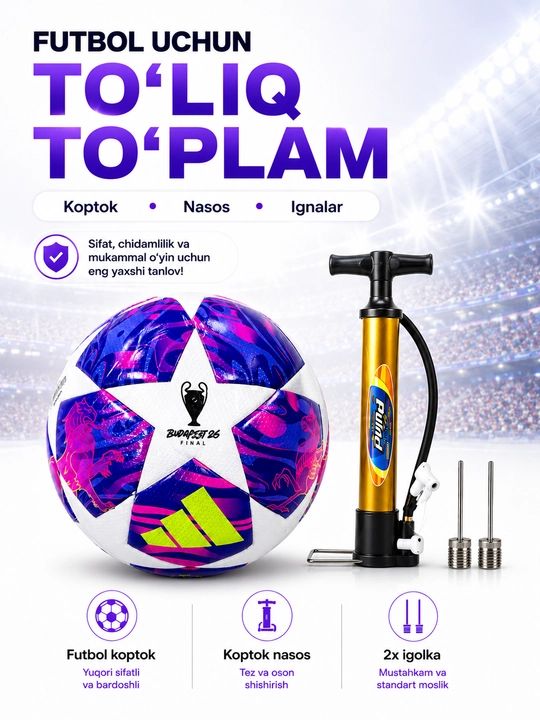 FUTBOL UCHUN
TO‘LIQ
TO‘PLAM
Koptok • Nasos • Ignalar
Sifat, chidamlilik va
mukammal o‘yin uchun
eng yaxshi tanlov!
BUDAPEST 26
FINAL
Futbol koptok
Yuqori sifatli
va bardoshli
Koptok nasos
Tez va oson
shishirish
2x igolka
Mustahkam va
standart moslik